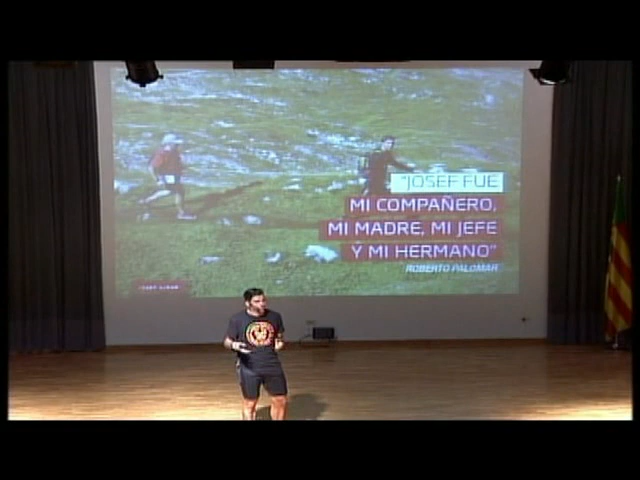 "JOSEF FUE
MI COMPAÑERO,
MI MADRE, MI JEFE
Y MI HERMANO"
ROBERTO PALOMAR